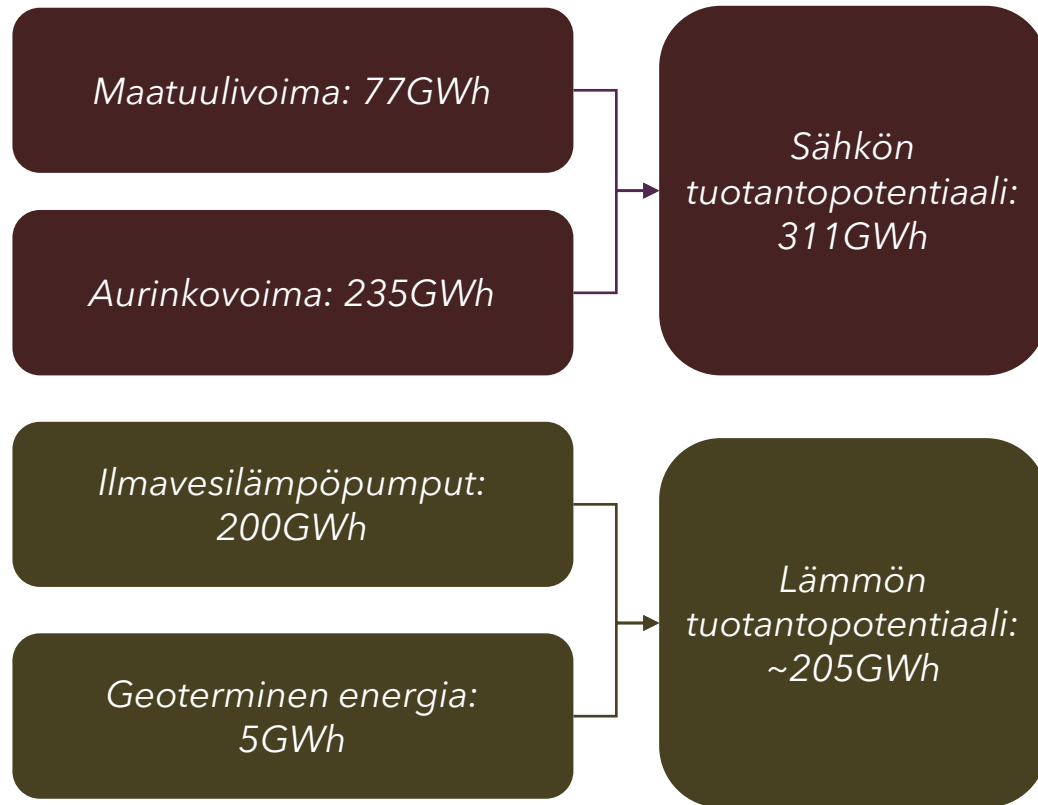 Maatuulivoima: 77GWh
Aurinkovoima: 235GWh
Sähkön
tuotantopotentiaali:
311GWh
Ilmavesilämpöpumput:
200GWh
Geoterminen energia:
5GWh
Lämmön
tuotantopotentiaali:
~205GWh